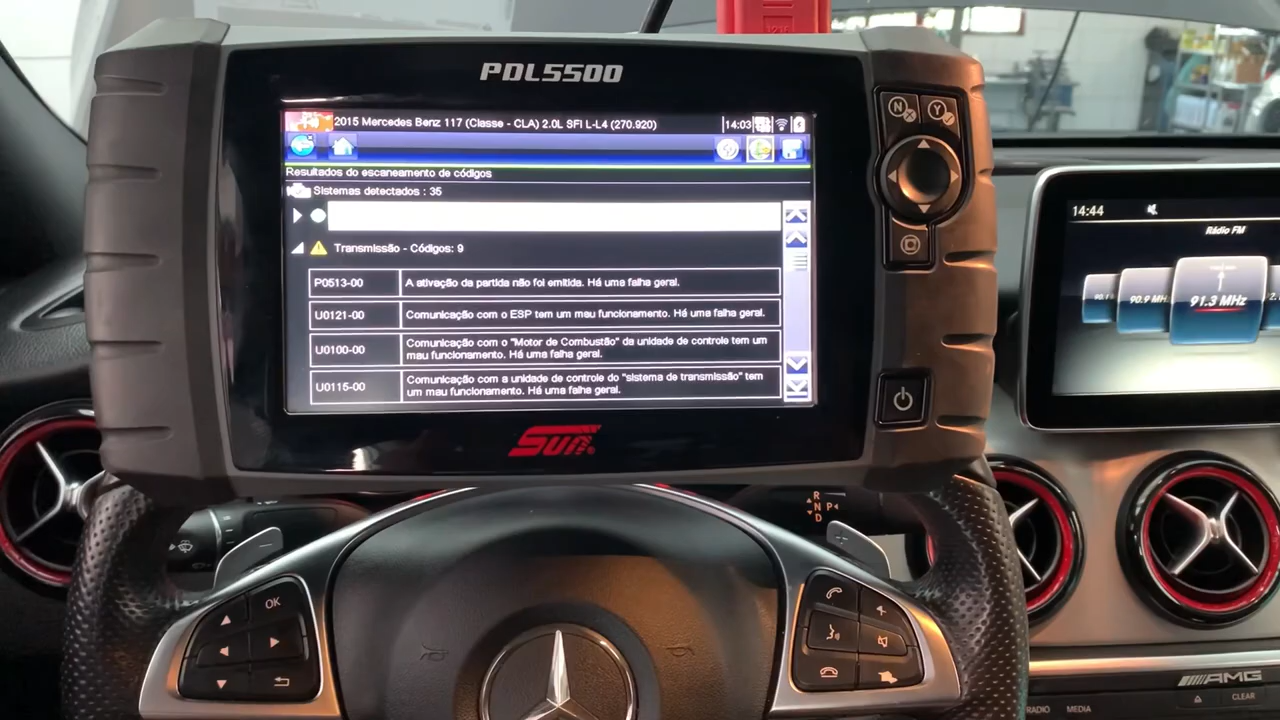 PDL5500
2015 Mercedes Benz 117 (Classe - CLA) 2.0L SFI L-L4 (270.920)
14:03
Resultados do escaneamento de códigos
Sistemas detectados : 35
Transmissão - Códigos: 9
P0513-00
A ativação da partida não foi emitida. Há uma falha geral.
U0121-00
Comunicação com o ESP tem um mau funcionamento. Há uma falha geral.
U0100-00
Comunicação com o "Motor de Combustão" da unidade de controle tem um
mau funcionamento. Há uma falha geral.
U0115-00
Comunicação com a unidade de controle do "sistema de transmissão" tem
um mau funcionamento. Há uma falha geral.
Sun
N
Y
14:44
Rádio FM
90.9 MH
91.3 MHz
R
N P
D
OK
AMG
RADIO
MEDIA
CLEAR